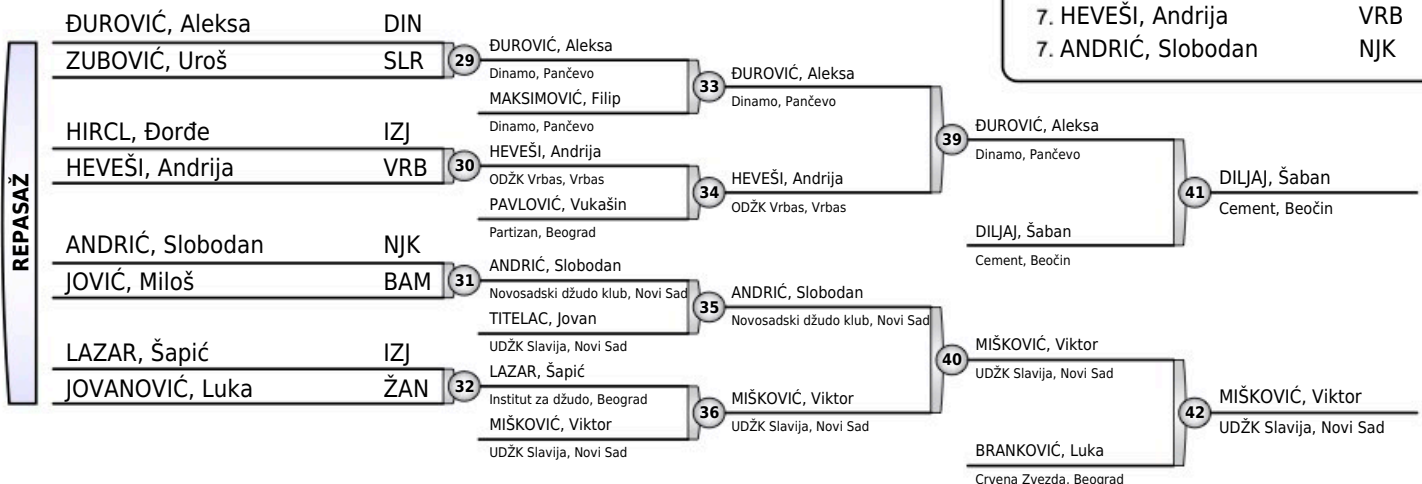 7. HEVEŠI, Andrija VRB
7. ANDRIĆ, Slobodan NJK
REPASAŽ
ĐUROVIĆ, Aleksa DIN
ZUBOVIĆ, Uroš SLR
HIRCL, Đorđe IZJ
HEVEŠI, Andrija VRB
ANDRIĆ, Slobodan NJK
JOVIĆ, Miloš BAM
LAZAR, Šapić IZJ
JOVANOVIĆ, Luka ŽAN
29
30
31
32
ĐUROVIĆ, Aleksa
Dinamo, Pančevo
MAKSIMOVIĆ, Filip
Dinamo, Pančevo
HEVEŠI, Andrija
ODŽK Vrbas, Vrbas
PAVLOVIĆ, Vukašin
Partizan, Beograd
ANDRIĆ, Slobodan
Novosadski džudo klub, Novi Sad
TITELAC, Jovan
UDŽK Slavija, Novi Sad
LAZAR, Šapić
Institut za džudo, Beograd
MIŠKOVIĆ, Viktor
UDŽK Slavija, Novi Sad
33
34
35
36
ĐUROVIĆ, Aleksa
Dinamo, Pančevo
HEVEŠI, Andrija
ODŽK Vrbas, Vrbas
ANDRIĆ, Slobodan
Novosadski džudo klub, Novi Sad
MIŠKOVIĆ, Viktor
UDŽK Slavija, Novi Sad
39
40
ĐUROVIĆ, Aleksa
Dinamo, Pančevo
DILJAJ, Šaban
Cement, Beočin
MIŠKOVIĆ, Viktor
UDŽK Slavija, Novi Sad
BRANKOVIĆ, Luka
Crvena Zvezda, Beograd
41
42
DILJAJ, Šaban
Cement, Beočin
MIŠKOVIĆ, Viktor
UDŽK Slavija, Novi Sad